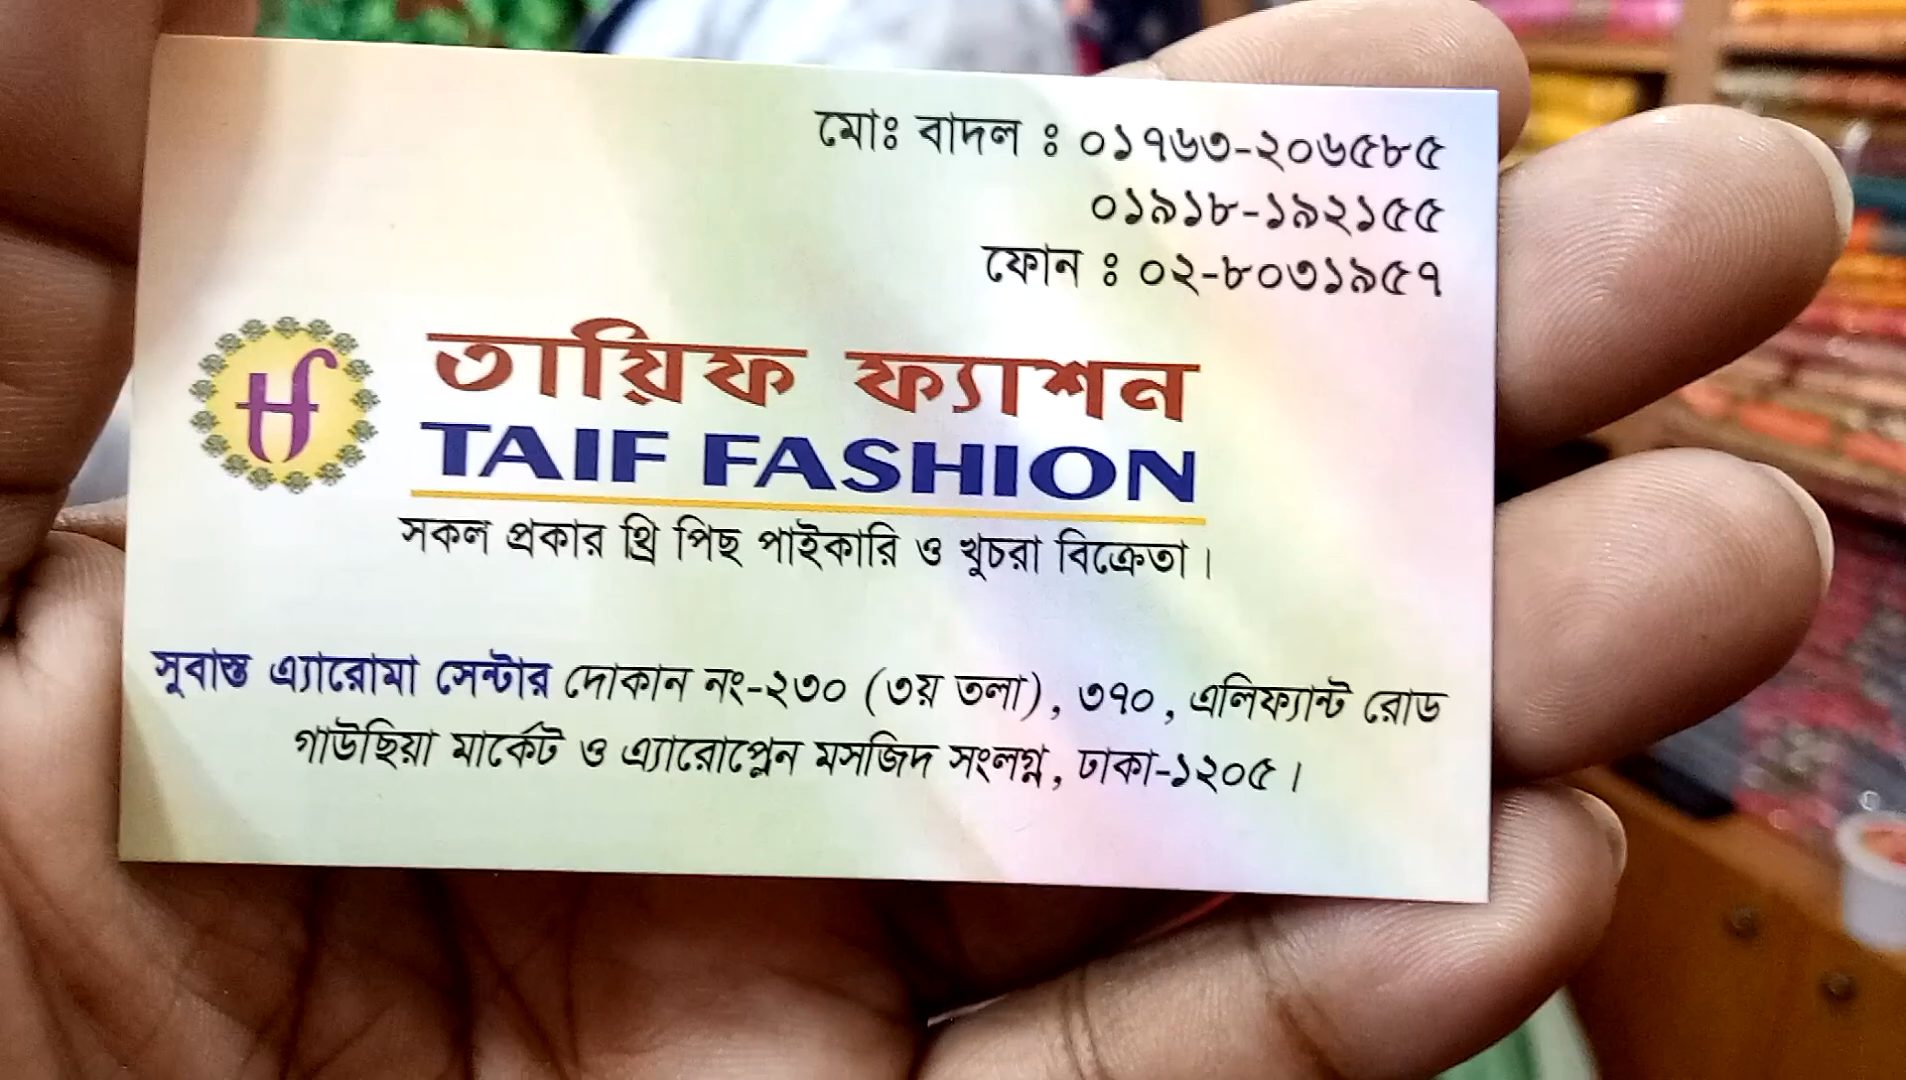 মোঃ বাদল : ০১৭৬৩-২০৬৫৮৫
০১৯১৮-১৯২১৫৫
ফোন : ০২-৮০৩১৯৫৭
তায়িফ ফ্যাশন
TAIF FASHION
সকল প্রকার থ্রি পিছ পাইকারি ও খুচরা বিক্রেতা।
সুবাস্তু এ্যারোমা সেন্টার দোকান নং-২৩০ (৩য় তলা), ৩৭০, এলিফ্যান্ট রোড
গাউছিয়া মার্কেট ও এ্যারোপ্লেন মসজিদ সংলগ্ন, ঢাকা-১২০৫।